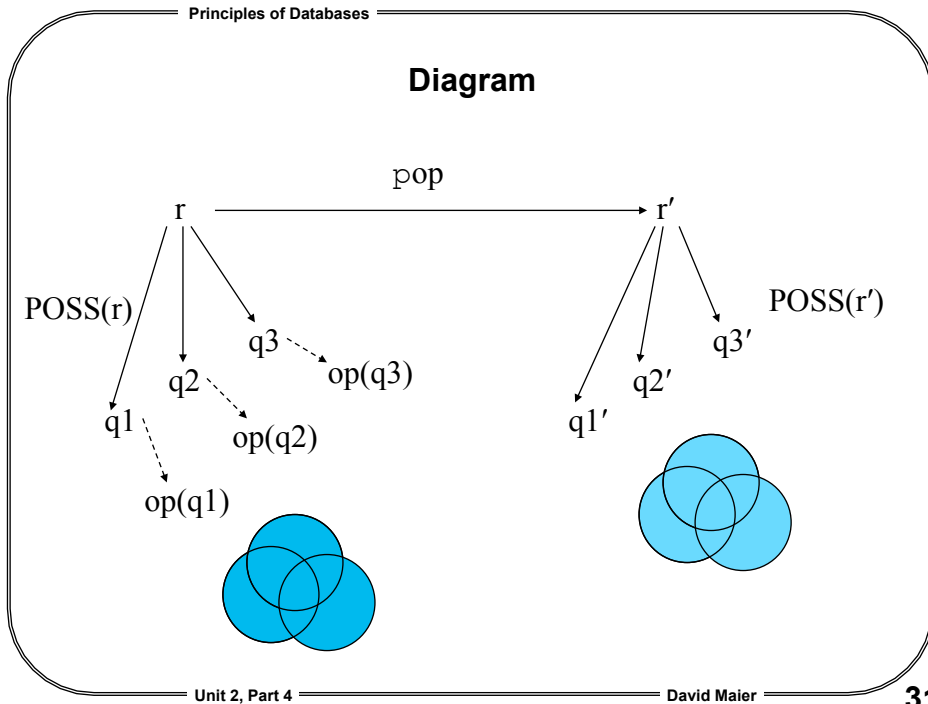 Principles of Databases
Diagram
pop
r r′
POSS(r) POSS(r′)
q3 op(q3) q3′
q2 op(q2) q2′
q1 op(q1) q1′
Unit 2, Part 4 David Maier 31